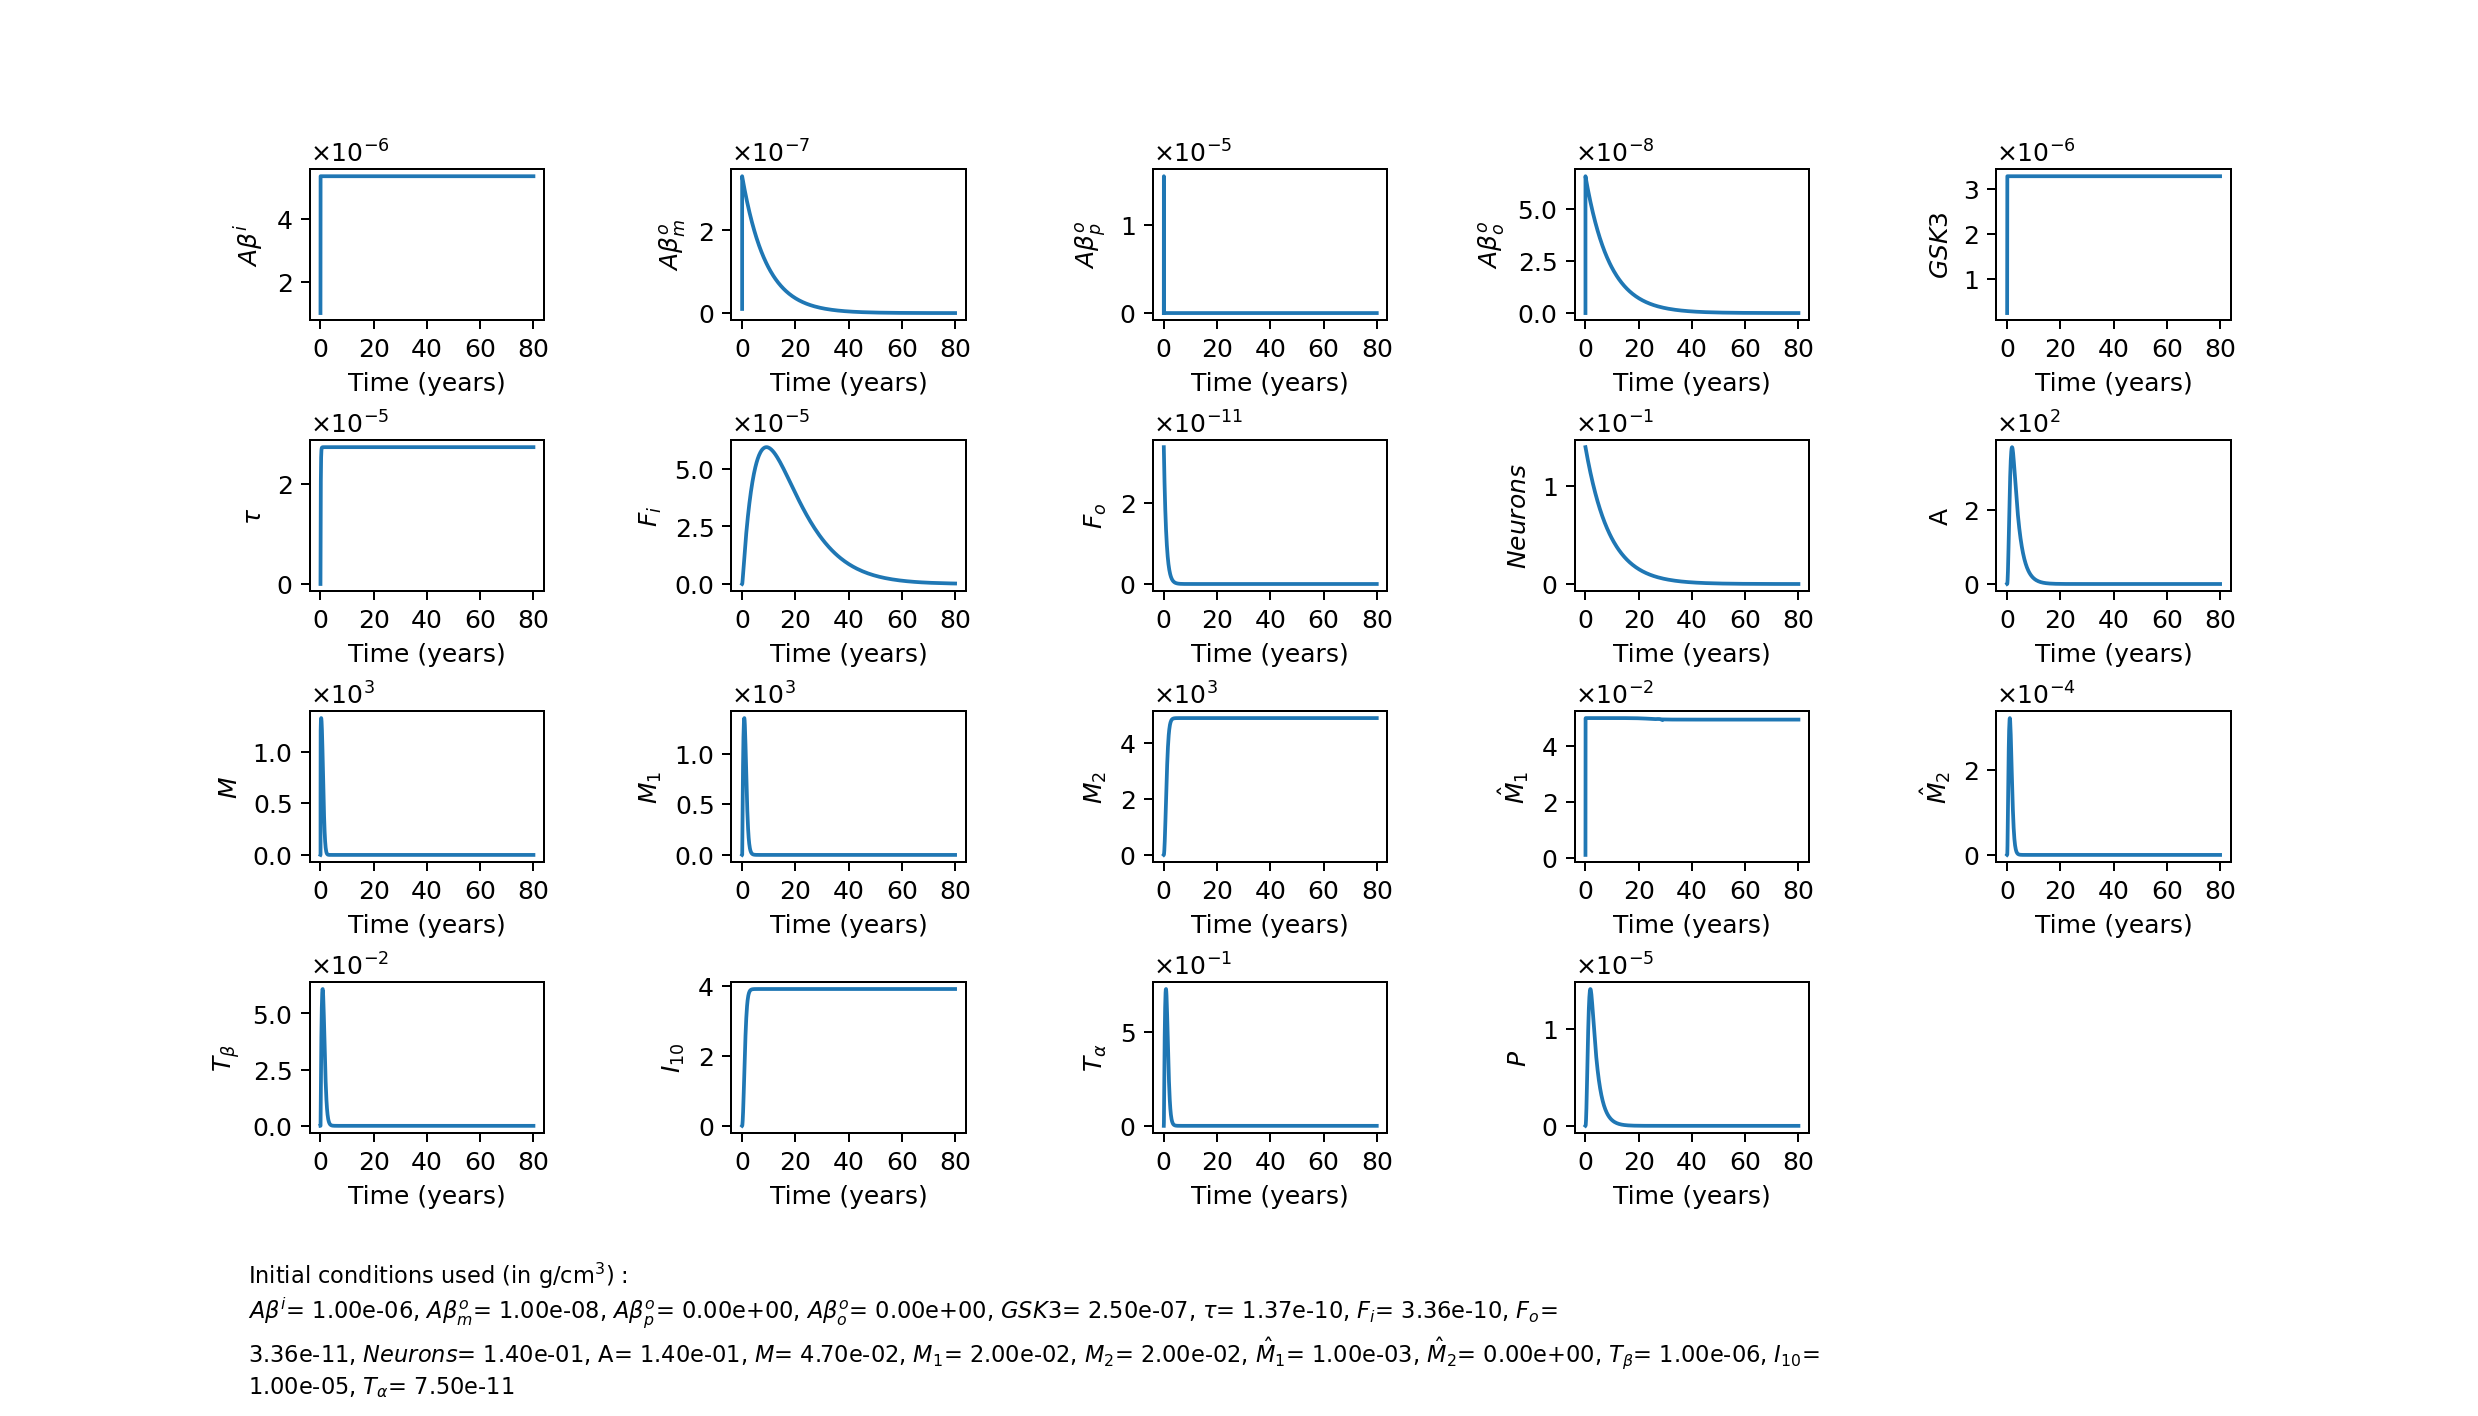 ×10⁻⁶ ×10⁻⁷ ×10⁻⁵ ×10⁻⁸ ×10⁻⁶
Aβⁱ 4 2
Aβₘᵒ 2 0
Aβₚᵒ 1 0
Aβₒᵒ 5.0 2.5 0.0
GSK3 3 2 1
0 20 40 60 80 0 20 40 60 80 0 20 40 60 80 0 20 40 60 80 0 20 40 60 80
Time (years) Time (years) Time (years) Time (years) Time (years)
×10⁻⁵ ×10⁻⁵ ×10⁻¹¹ ×10⁻¹ ×10²
τ 2 0
Fᵢ 5.0 2.5 0.0
Fₒ 2 0
Neurons 1 0
A 2 0
0 20 40 60 80 0 20 40 60 80 0 20 40 60 80 0 20 40 60 80 0 20 40 60 80
Time (years) Time (years) Time (years) Time (years) Time (years)
×10³ ×10³ ×10³ ×10⁻² ×10⁻⁴
M 1.0 0.5 0.0
M₁ 1.0 0.5 0.0
M₂ 4 2 0
M̂₁ 4 2 0
M̂₂ 2 0
0 20 40 60 80 0 20 40 60 80 0 20 40 60 80 0 20 40 60 80 0 20 40 60 80
Time (years) Time (years) Time (years) Time (years) Time (years)
×10⁻² ×10⁻¹ ×10⁻⁵
Tᵦ 5.0 2.5 0.0
I₁₀ 4 2 0
T_α 5 0
P 1 0
0 20 40 60 80 0 20 40 60 80 0 20 40 60 80 0 20 40 60 80
Time (years) Time (years) Time (years) Time (years)
Initial conditions used (in g/cm³) :
Aβⁱ= 1.00e-06, Aβₘᵒ= 1.00e-08, Aβₚᵒ= 0.00e+00, Aβₒᵒ= 0.00e+00, GSK3= 2.50e-07, τ= 1.37e-10, Fᵢ= 3.36e-10, Fₒ=
3.36e-11, Neurons= 1.40e-01, A= 1.40e-01, M= 4.70e-02, M₁= 2.00e-02, M₂= 2.00e-02, M̂₁= 1.00e-03, M̂₂= 0.00e+00, Tᵦ= 1.00e-06, I₁₀=
1.00e-05, T_α= 7.50e-11